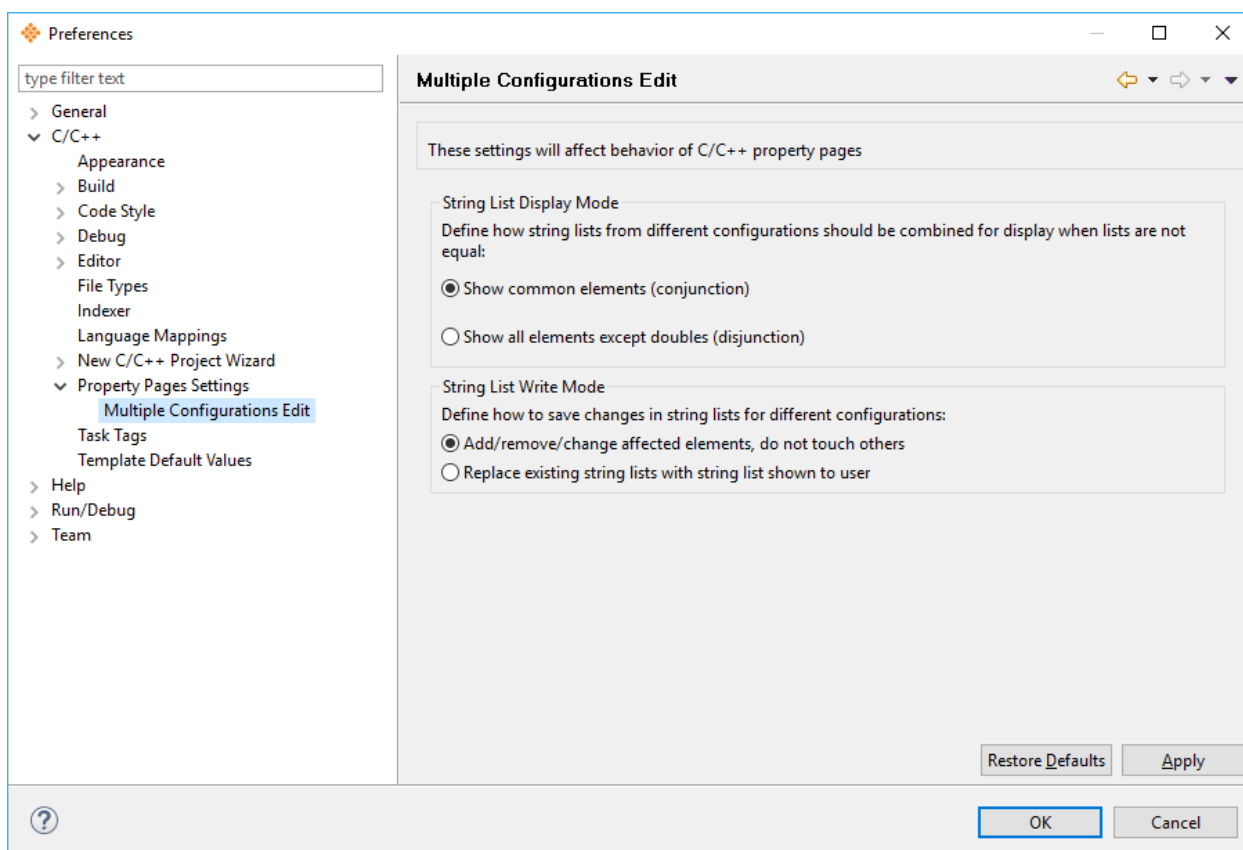 Preferences
type filter text
General
C/C++
Appearance
Build
Code Style
Debug
Editor
File Types
Indexer
Language Mappings
New C/C++ Project Wizard
Property Pages Settings
Multiple Configurations Edit
Task Tags
Template Default Values
Help
Run/Debug
Team
Multiple Configurations Edit
These settings will affect behavior of C/C++ property pages
String List Display Mode
Define how string lists from different configurations should be combined for display when lists are not
equal:
Show common elements (conjunction)
Show all elements except doubles (disjunction)
String List Write Mode
Define how to save changes in string lists for different configurations:
Add/remove/change affected elements, do not touch others
Replace existing string lists with string list shown to user
Restore Defaults
Apply
?
OK
Cancel